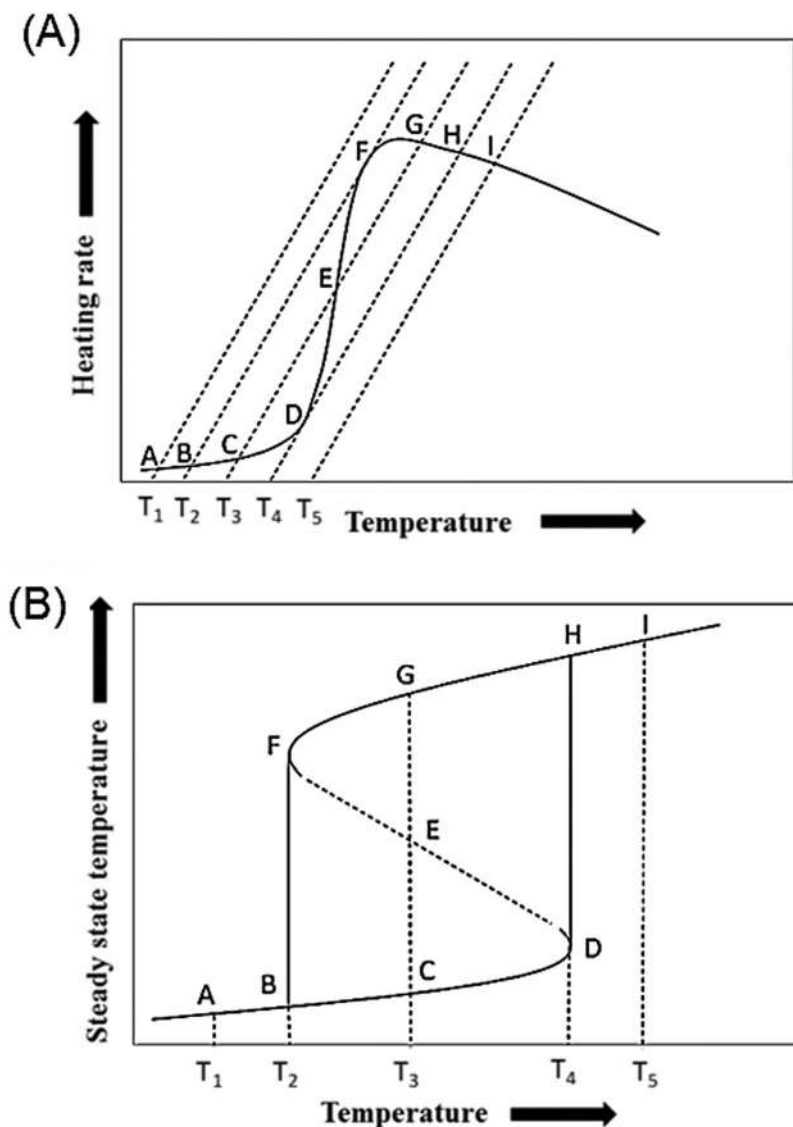 (A)
Heating rate
F
G
H
I
E
D
A
B
C
T₁
T₂
T₃
T₄
T₅
Temperature
(B)
Steady state temperature
H
I
G
F
E
D
C
B
A
T₁
T₂
T₃
T₄
T₅
Temperature